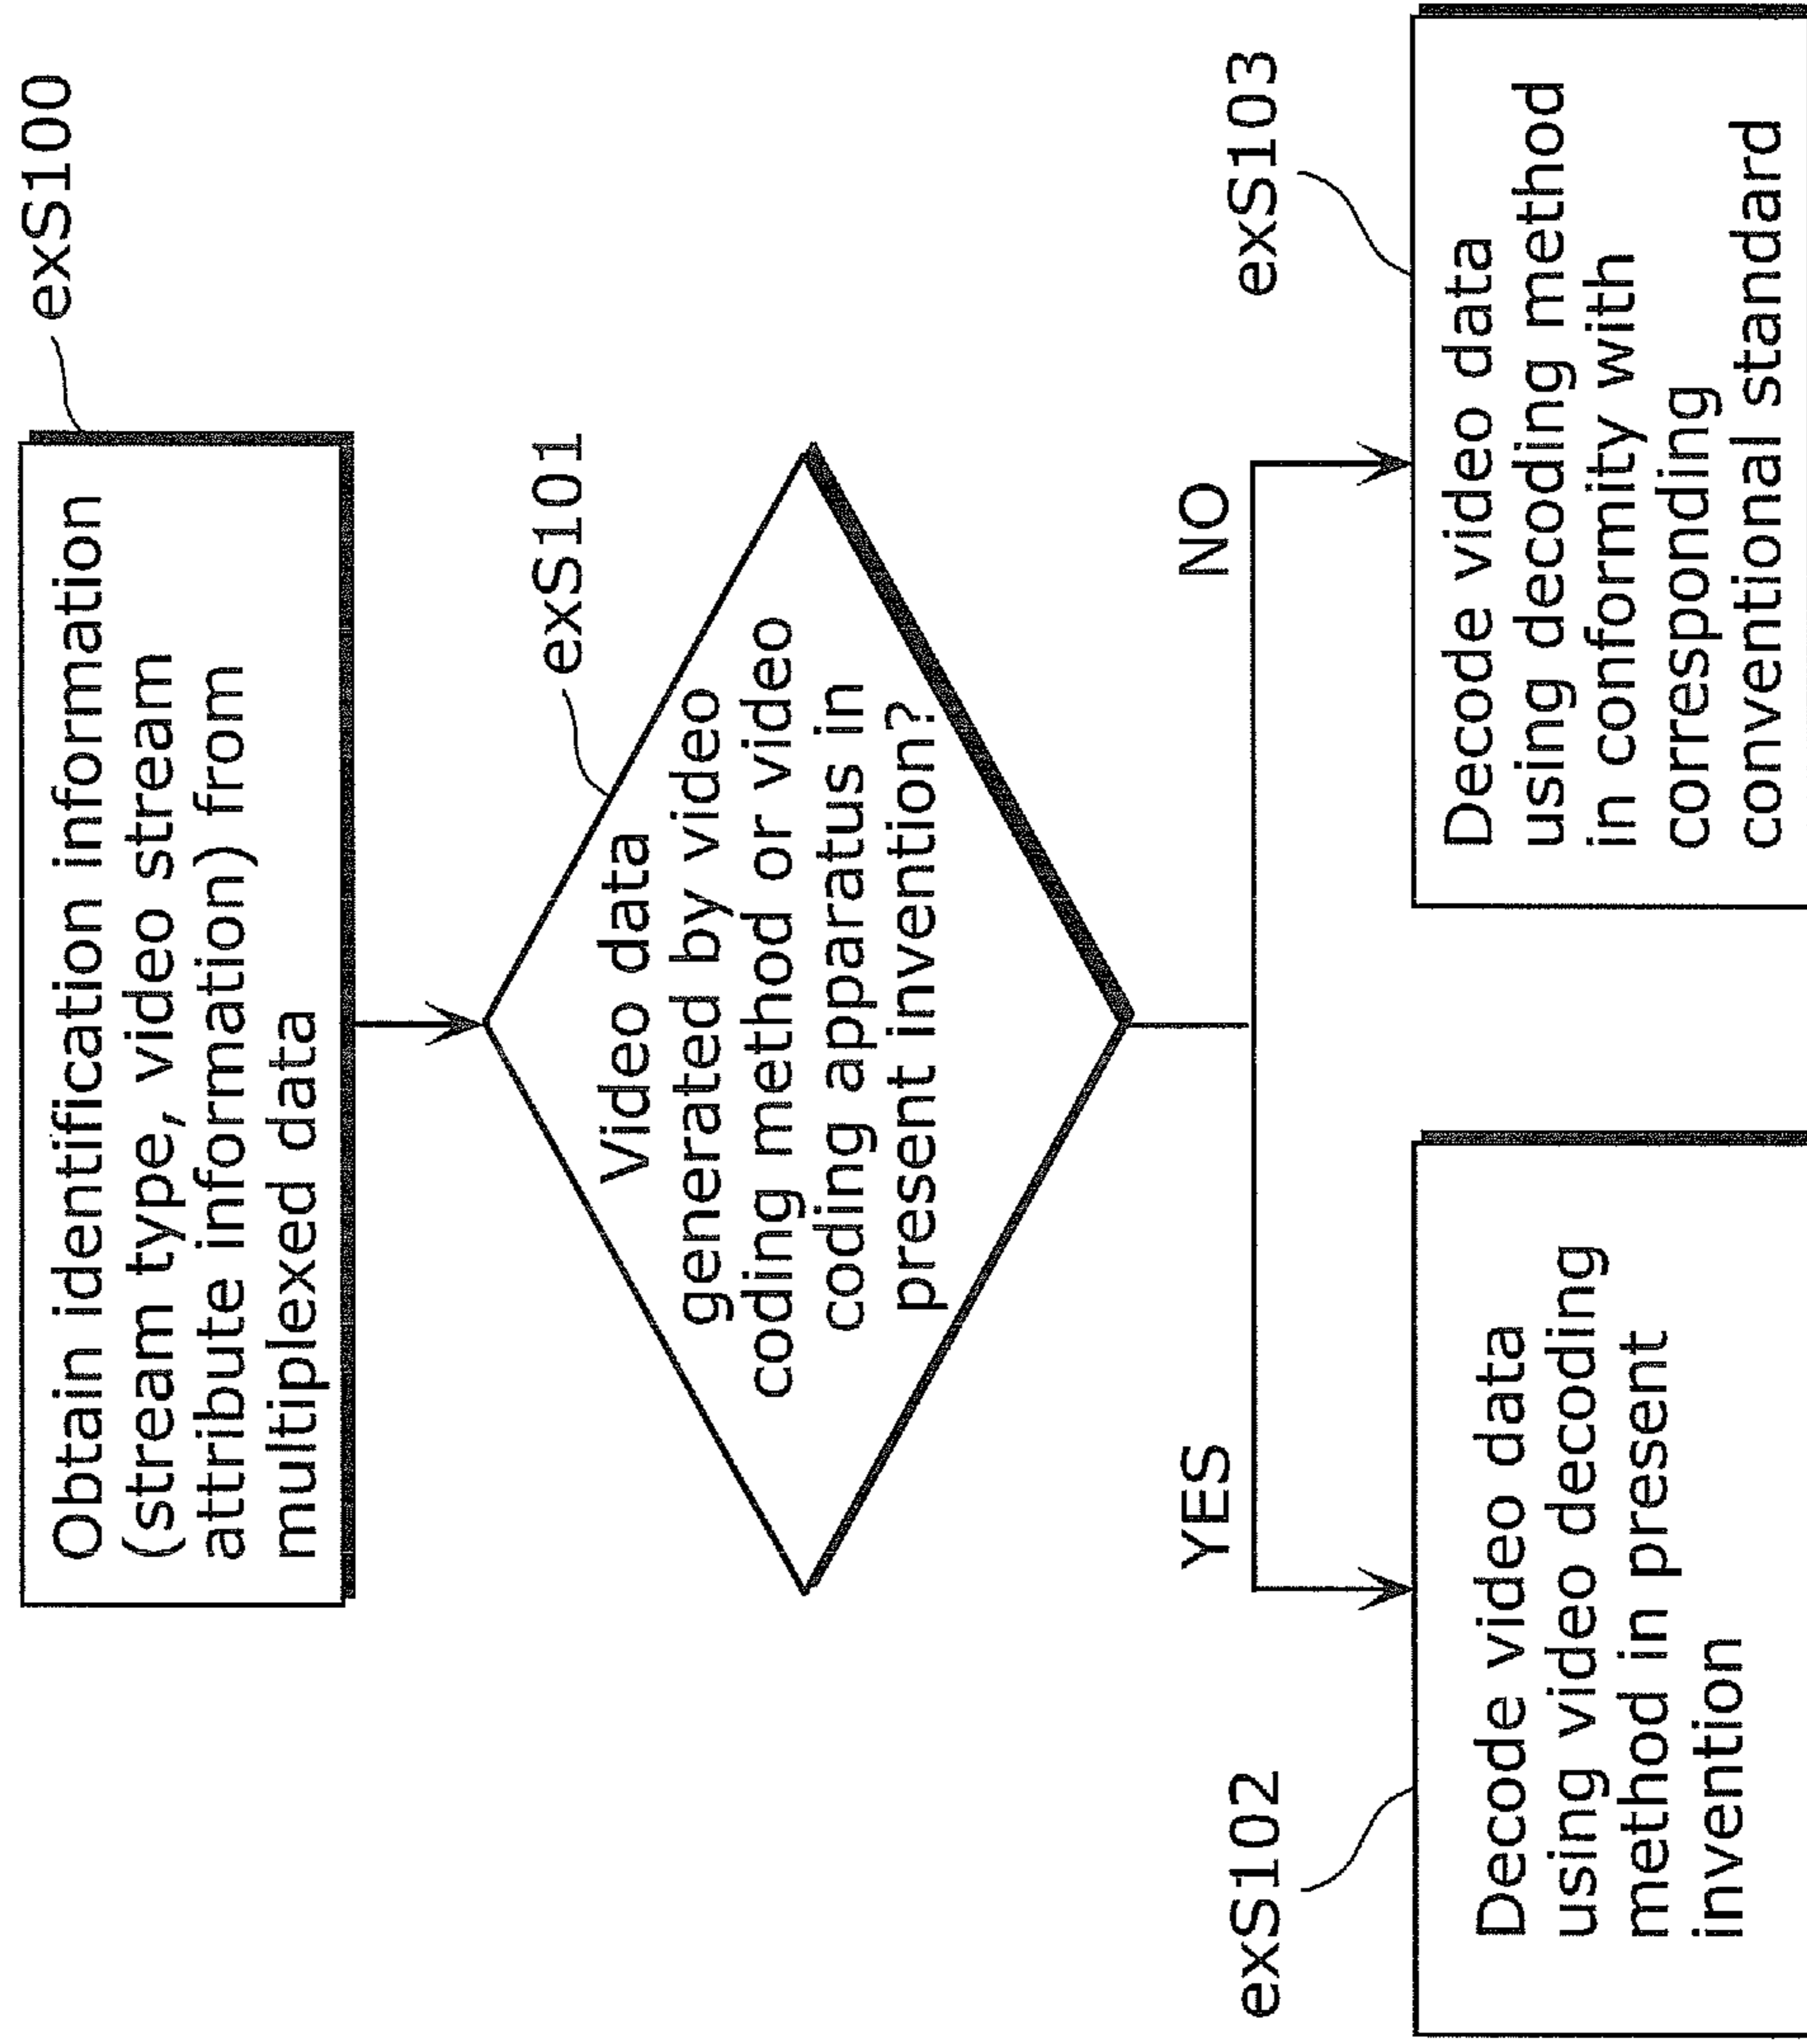 exS100
Obtain identification information
(stream type, video stream
attribute information) from
multiplexed data
exS101
Video data
generated by video
coding method or video
coding apparatus in
present invention?
YES
NO
exS102
Decode video data
using video decoding
method in present
invention
exS103
Decode video data
using decoding method
in conformity with
corresponding
conventional standard